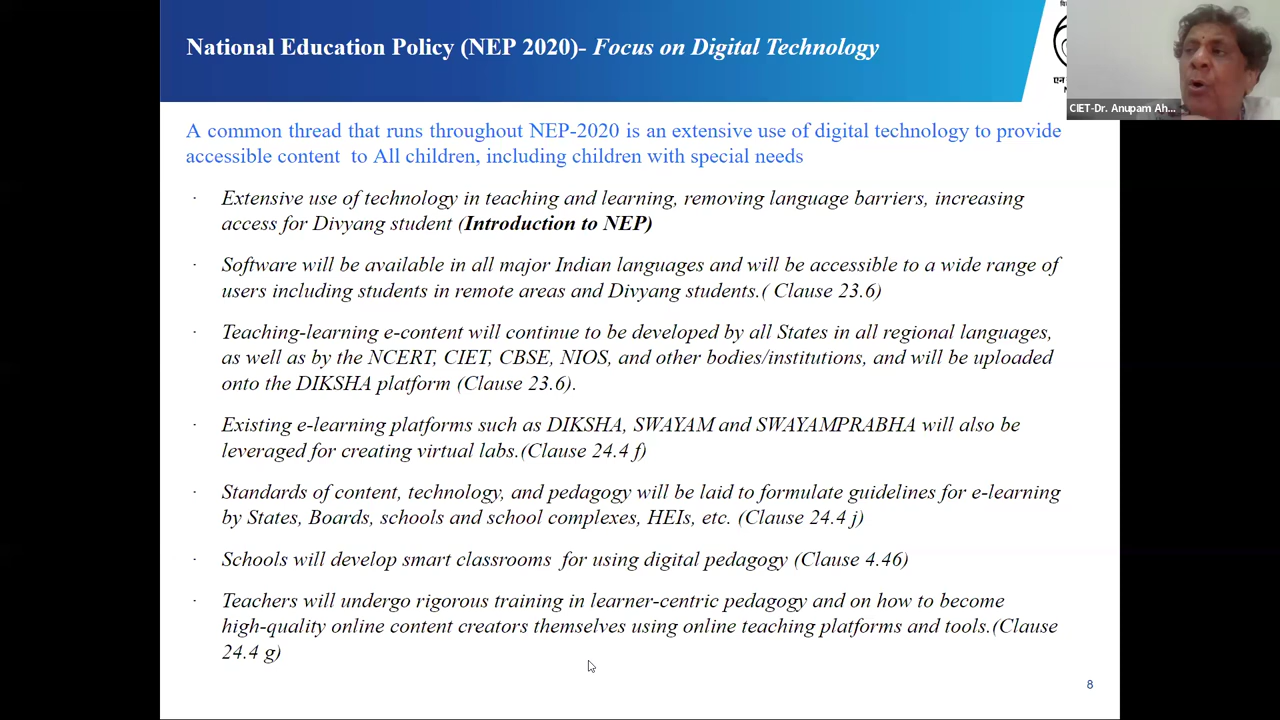 National Education Policy (NEP 2020)- Focus on Digital Technology
CIET-Dr. Anupam Ah...
A common thread that runs throughout NEP-2020 is an extensive use of digital technology to provide
accessible content to All children, including children with special needs
· Extensive use of technology in teaching and learning, removing language barriers, increasing
access for Divyang student (Introduction to NEP)
· Software will be available in all major Indian languages and will be accessible to a wide range of
users including students in remote areas and Divyang students.( Clause 23.6)
· Teaching-learning e-content will continue to be developed by all States in all regional languages,
as well as by the NCERT, CIET, CBSE, NIOS, and other bodies/institutions, and will be uploaded
onto the DIKSHA platform (Clause 23.6).
· Existing e-learning platforms such as DIKSHA, SWAYAM and SWAYAMPRABHA will also be
leveraged for creating virtual labs.(Clause 24.4 f)
· Standards of content, technology, and pedagogy will be laid to formulate guidelines for e-learning
by States, Boards, schools and school complexes, HEIs, etc. (Clause 24.4 j)
· Schools will develop smart classrooms for using digital pedagogy (Clause 4.46)
· Teachers will undergo rigorous training in learner-centric pedagogy and on how to become
high-quality online content creators themselves using online teaching platforms and tools.(Clause
24.4 g)
8